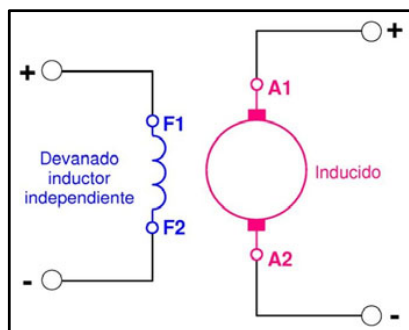 +
+
F1
A1
Devanado
inductor
independiente
Inducido
F2
A2
-
-